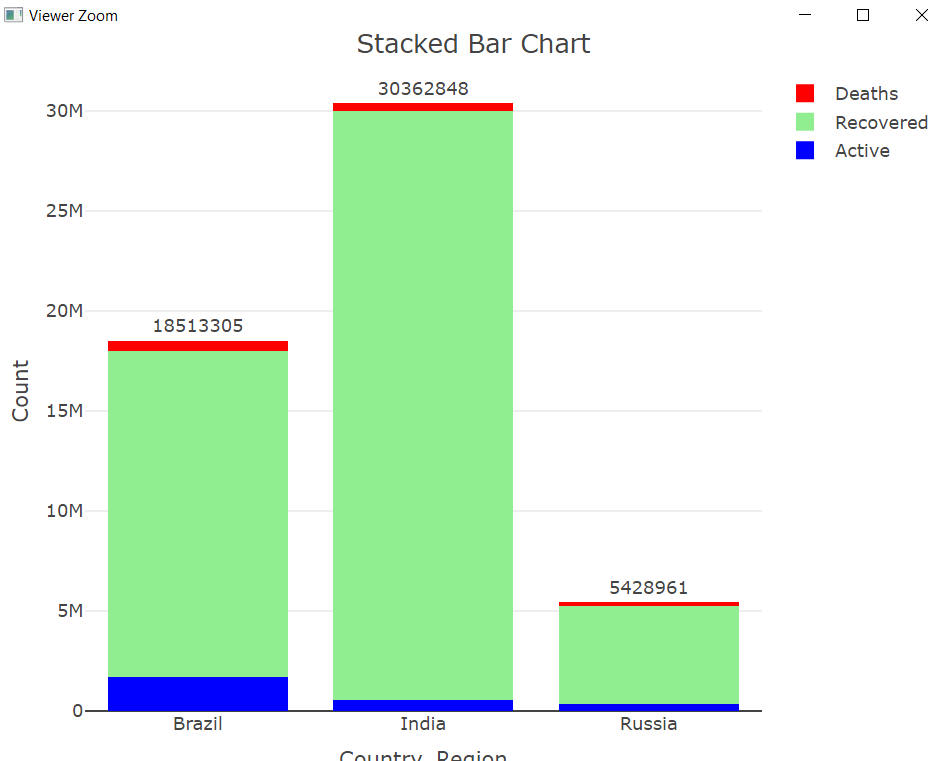 Viewer Zoom
Stacked Bar Chart
30362848
30M
Deaths
Recovered
Active
25M
20M
18513305
15M
Count
10M
5428961
5M
0
Brazil
India
Russia
Country_Region